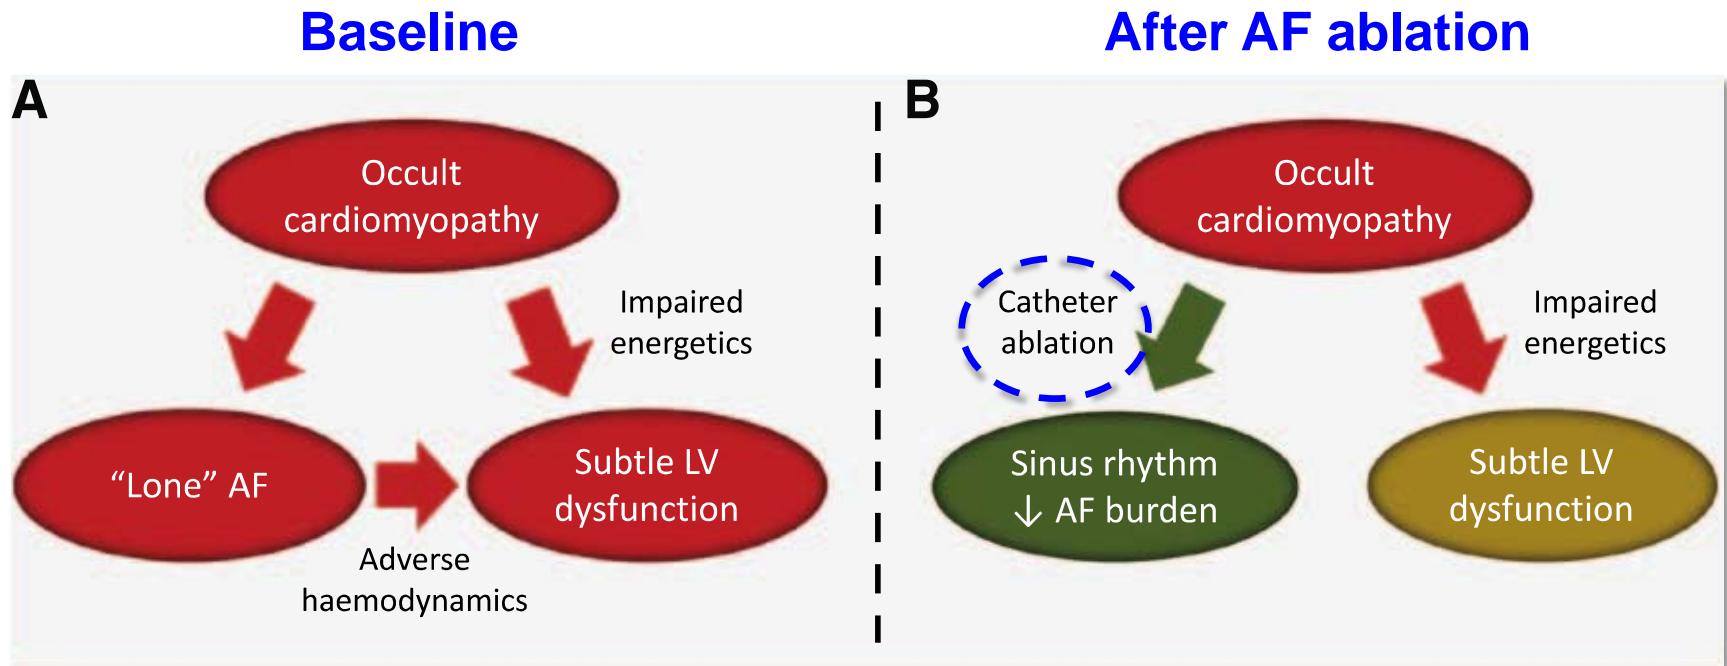 Baseline
A
Occult
cardiomyopathy
Impaired
energetics
“Lone” AF
Subtle LV
dysfunction
Adverse
haemodynamics
After AF ablation
B
Occult
cardiomyopathy
Catheter
ablation
Impaired
energetics
Sinus rhythm
↓ AF burden
Subtle LV
dysfunction